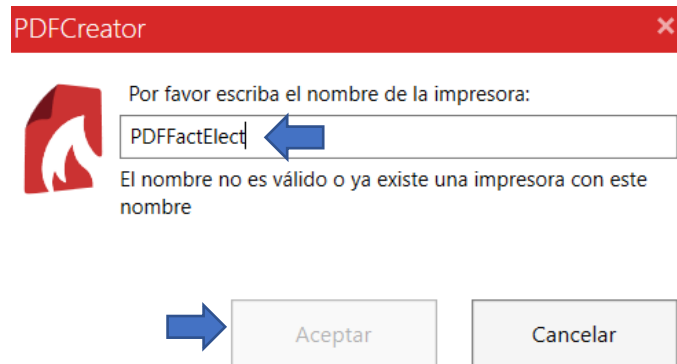 PDFCreator
Por favor escriba el nombre de la impresora:
PDFFactElect
El nombre no es válido o ya existe una impresora con este
nombre
Aceptar
Cancelar